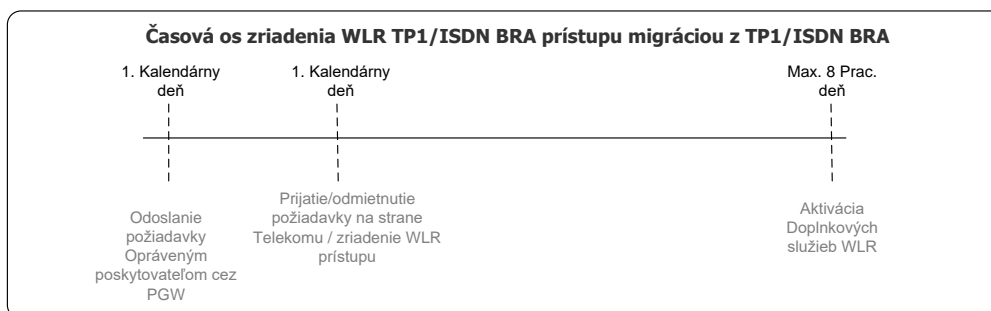 Časová os zriadenia WLR TP1/ISDN BRA prístupu migráciou z TP1/ISDN BRA
1. Kalendárny
deň
1. Kalendárny
deň
Max. 8 Prac.
deň
Odoslanie
požiadavky
Opráveným
poskytovateľom cez
PGW
Prijatie/odmietnutie
požiadavky na strane
Telekomu / zriadenie WLR
prístupu
Aktivácia
Doplnkových
služieb WLR